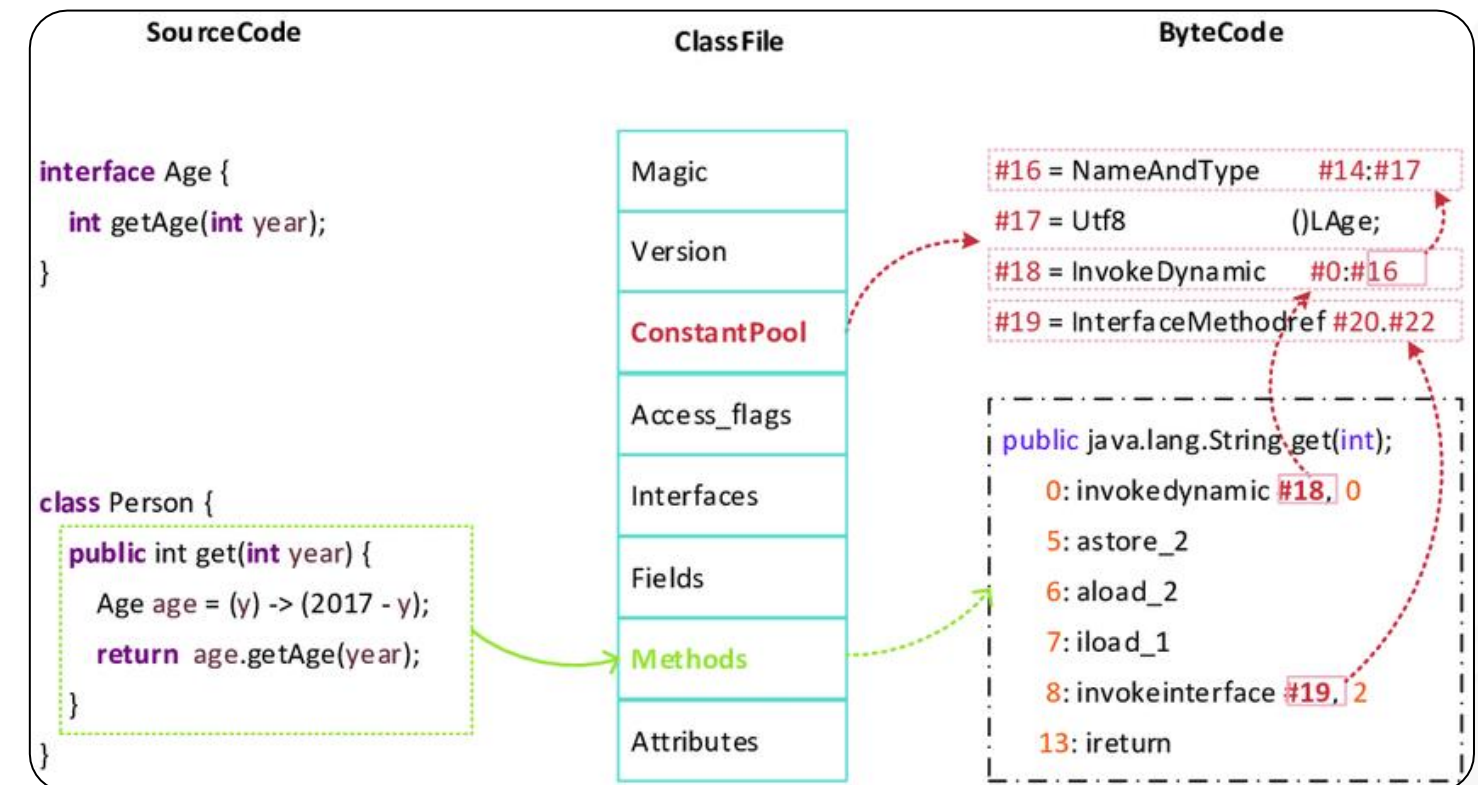 SourceCode
interface Age {
int getAge(int year);
}
class Person {
public int get(int year) {
Age age = (y) -> (2017 - y);
return age.getAge(year);
}
}
ClassFile
Magic
Version
ConstantPool
Access_flags
Interfaces
Fields
Methods
Attributes
ByteCode
#16 = NameAndType #14:#17
#17 = Utf8 ()LAge;
#18 = InvokeDynamic #0:#16
#19 = InterfaceMethodref #20.#22
public java.lang.String get(int);
0: invokedynamic #18, 0
5: astore_2
6: aload_2
7: iload_1
8: invokeinterface #19, 2
13: ireturn